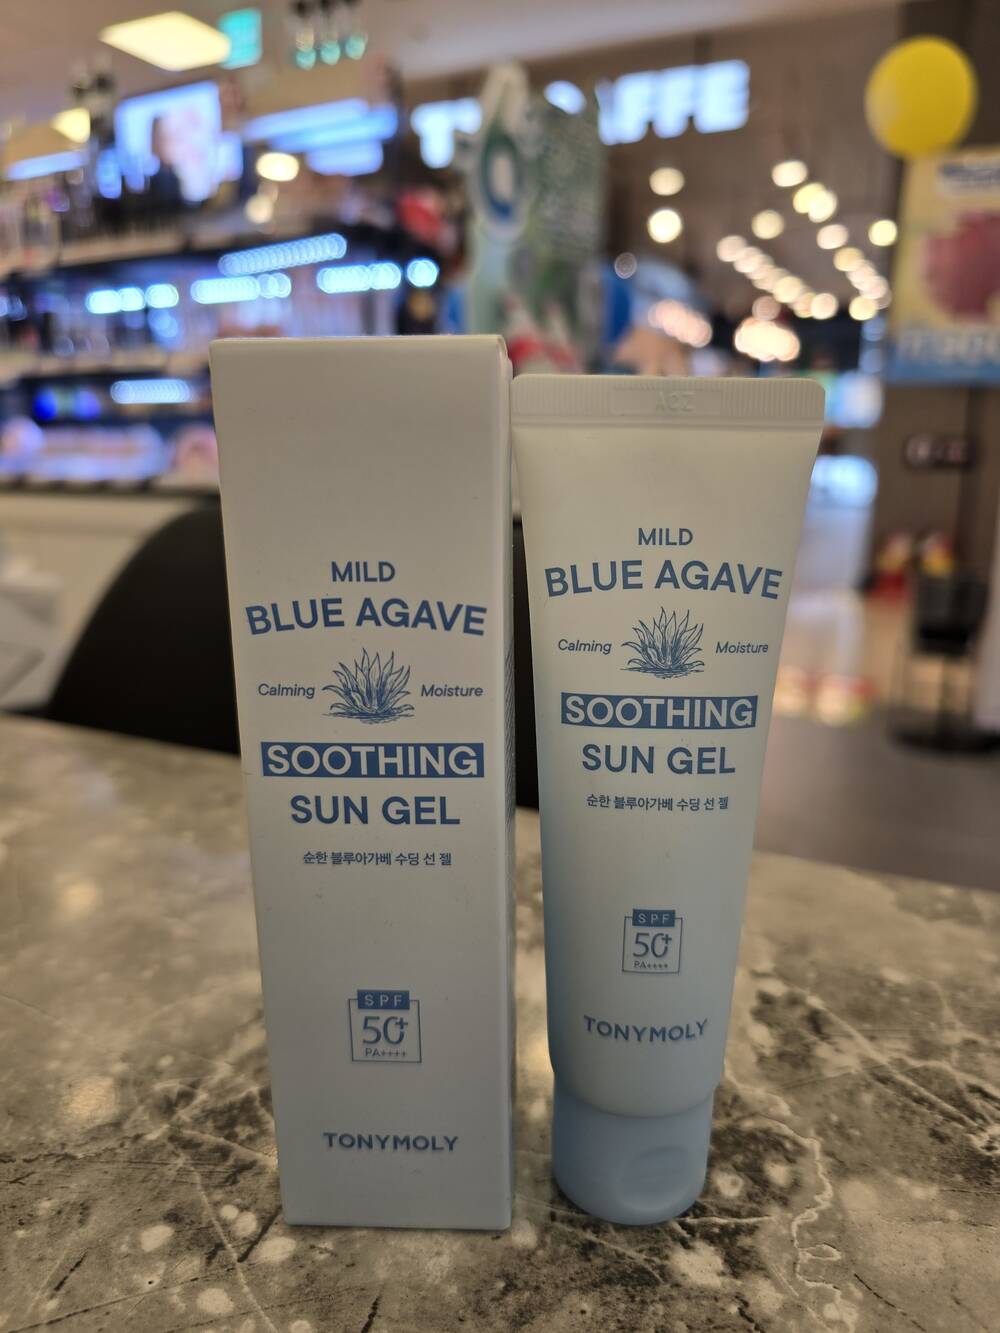 MILD
BLUE AGAVE
Calming Moisture
SOOTHING
SUN GEL
순한 블루아가베 수딩 선 젤
SPF
50+
PA++++
TONYMOLY
MILD
BLUE AGAVE
Calming Moisture
SOOTHING
SUN GEL
순한 블루아가베 수딩 선 젤
SPF
50+
PA++++
TONYMOLY